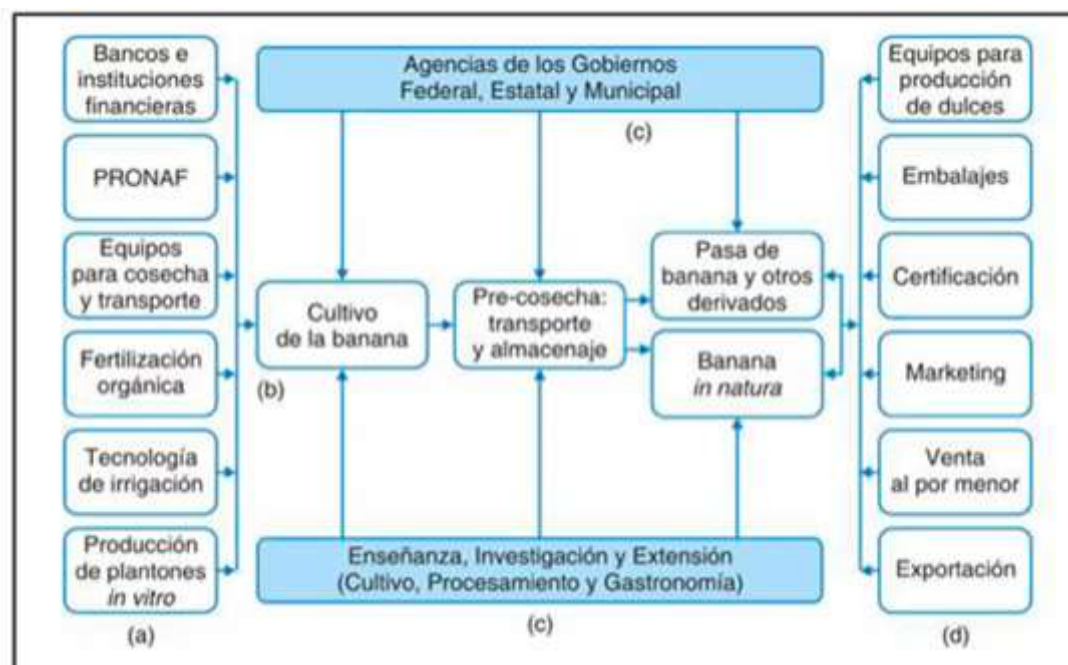 Bancos e
instituciones
financieras
PRONAF
Equipos
para cosecha
y transporte
Fertilización
orgánica
Tecnología
de irrigación
Producción
de plantones
in vitro
(a)
Agencias de los Gobiernos
Federal, Estatal y Municipal
(c)
Cultivo
de la banana
(b)
Pre-cosecha:
transporte
y almacenaje
Pasa de
banana y otros
derivados
Banana
in natura
Enseñanza, Investigación y Extensión
(Cultivo, Procesamiento y Gastronomía)
(c)
Equipos para
producción
de dulces
Embalajes
Certificación
Marketing
Venta
al por menor
Exportación
(d)